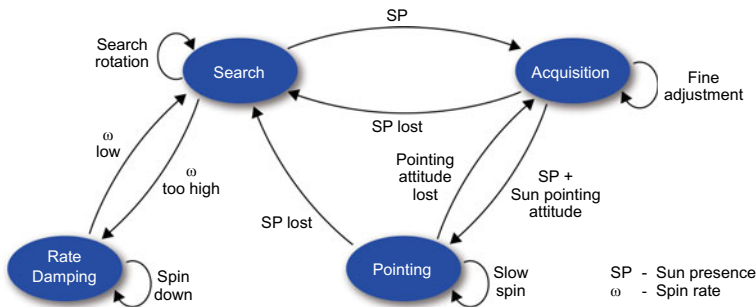 SP
Search
rotation
Search
Acquisition
Fine
adjustment
SP lost
ω
low
ω
too high
Pointing
attitude
lost
SP +
Sun pointing
attitude
SP lost
Rate
Damping
Spin
down
Pointing
Slow
spin
SP - Sun presence
ω - Spin rate